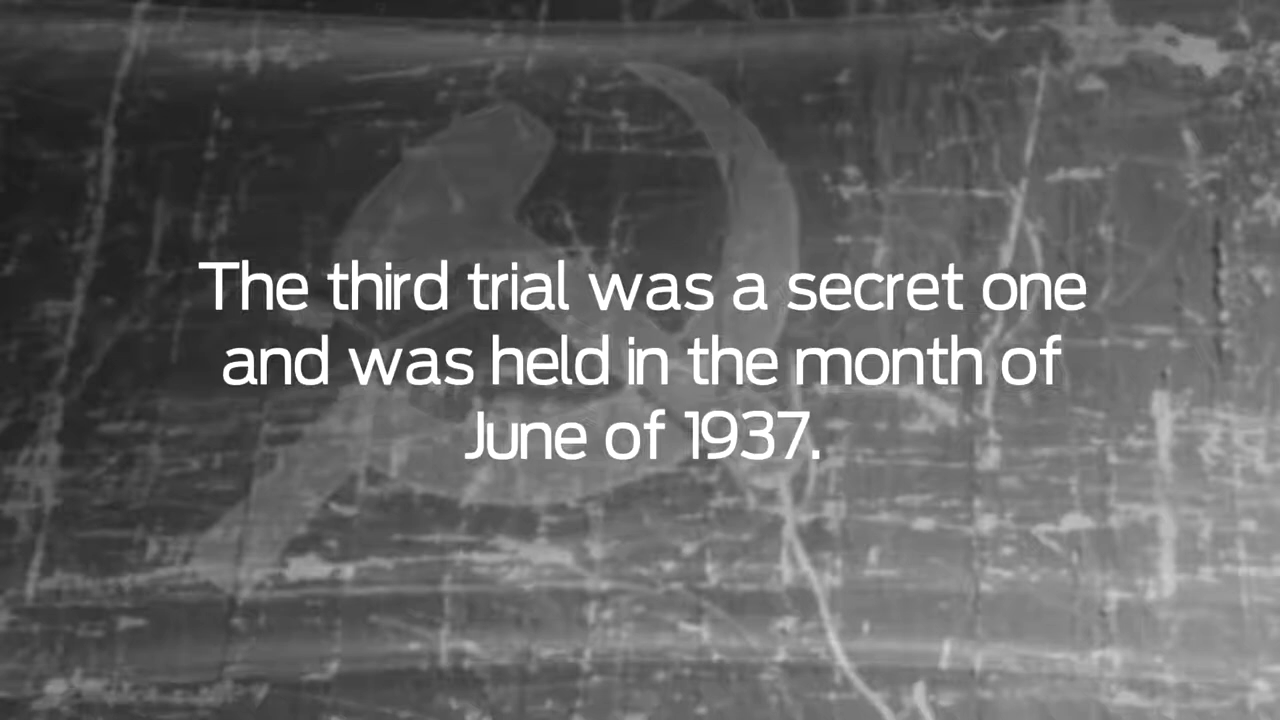 The third trial was a secret one
and was held in the month of
June of 1937.